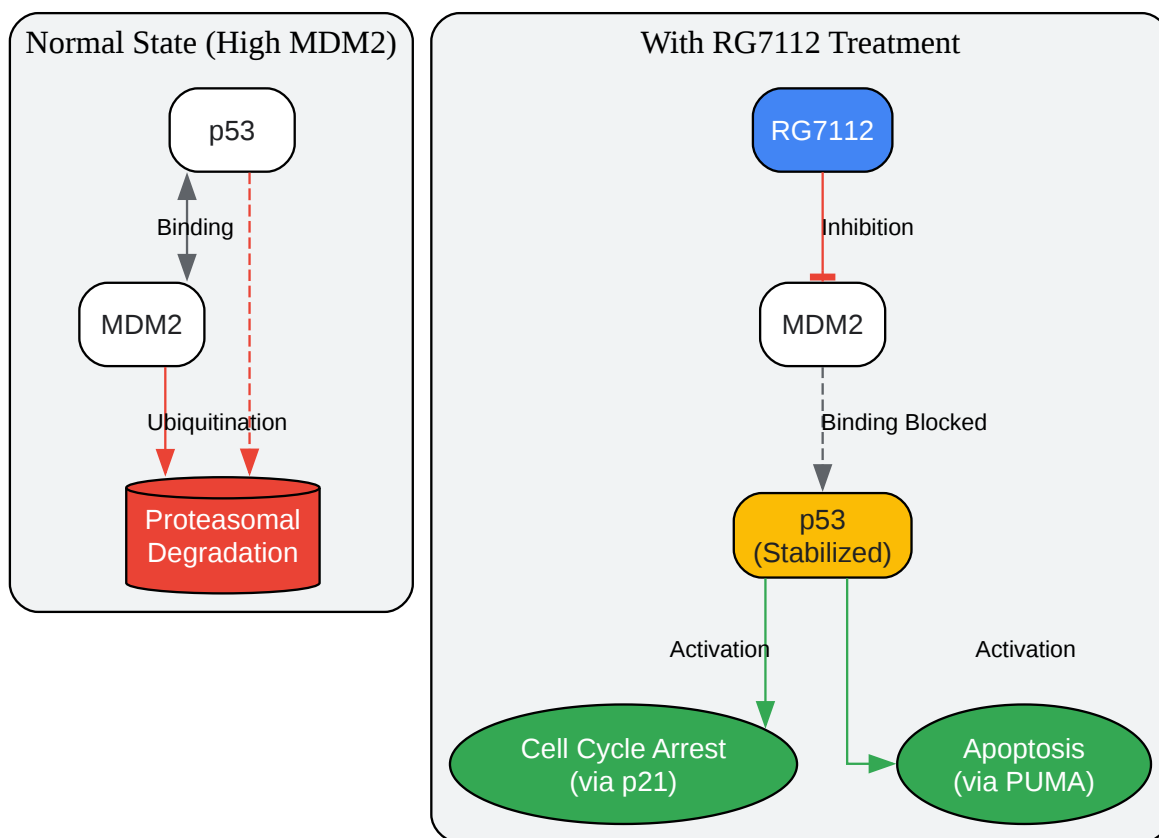 Normal State (High MDM2)
p53
Binding
MDM2
Ubiquitination
Proteasomal
Degradation
With RG7112 Treatment
RG7112
Inhibition
MDM2
Binding Blocked
p53
(Stabilized)
Activation
Activation
Cell Cycle Arrest
(via p21)
Apoptosis
(via PUMA)